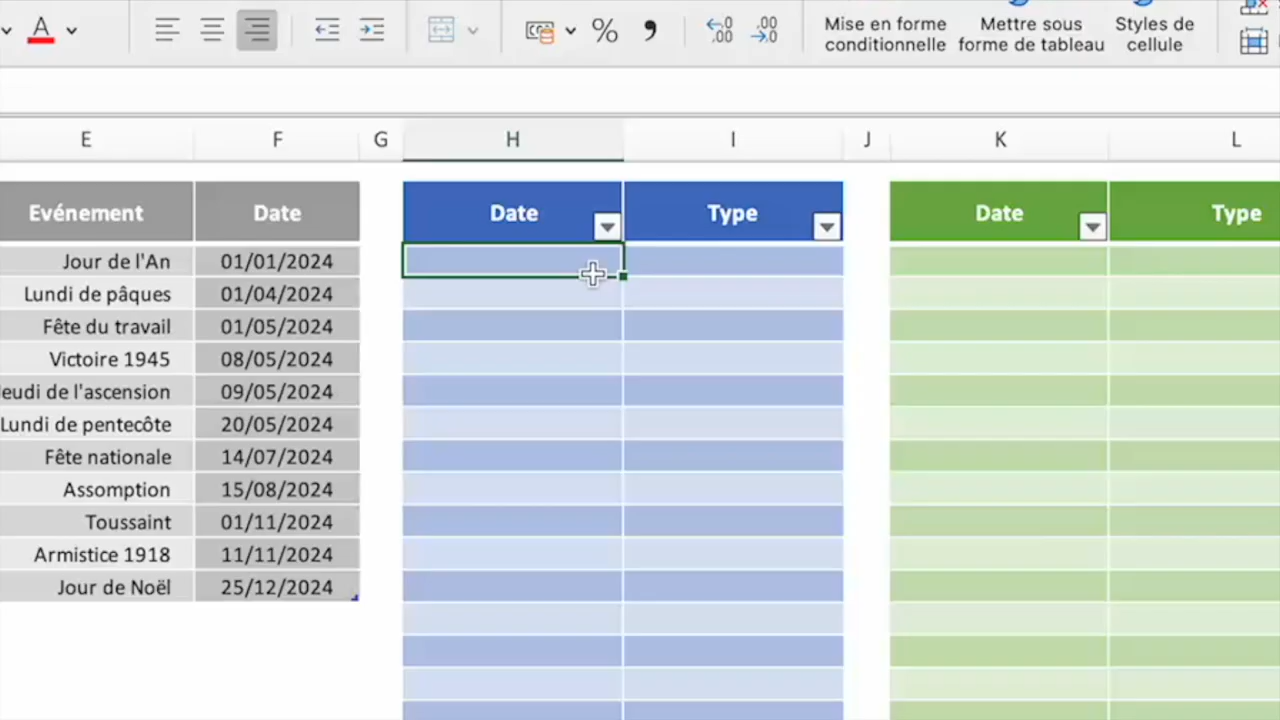 A
%
,0
,00
,00
,0
Mise en forme
conditionnelle
Mettre sous
forme de tableau
Styles de
cellule
E F G H I J K L
Evénement Date Date Type Date Type
Jour de l'An 01/01/2024
Lundi de pâques 01/04/2024
Fête du travail 01/05/2024
Victoire 1945 08/05/2024
Jeudi de l'ascension 09/05/2024
Lundi de pentecôte 20/05/2024
Fête nationale 14/07/2024
Assomption 15/08/2024
Toussaint 01/11/2024
Armistice 1918 11/11/2024
Jour de Noël 25/12/2024